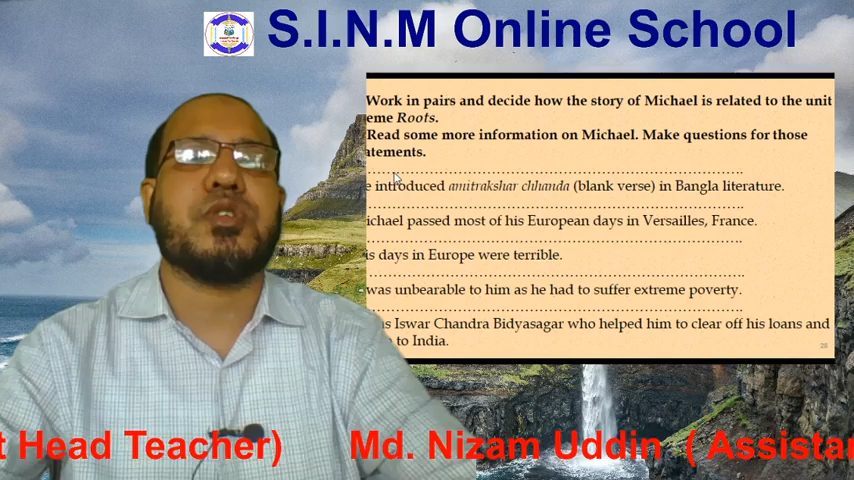 S.I.N.M Online School
Work in pairs and decide how the story of Michael is related to the unit
eme Roots.
Read some more information on Michael. Make questions for those
atements.
e introduced amitrakshar chhanda (blank verse) in Bangla literature.
ichael passed most of his European days in Versailles, France.
is days in Europe were terrible.
was unbearable to him as he had to suffer extreme poverty.
as Iswar Chandra Bidyasagar who helped him to clear off his loans and
to India.
28
t Head Teacher) Md. Nizam Uddin ( Assistan